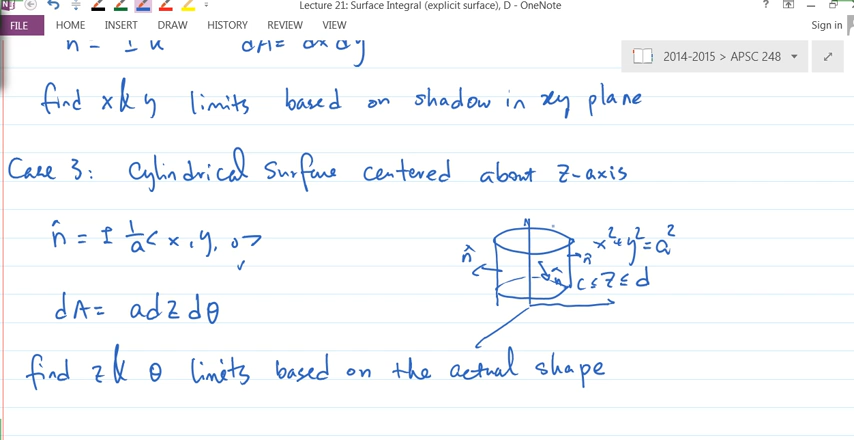 Lecture 21: Surface Integral (explicit surface), D - OneNote
? 
FILE HOME INSERT DRAW HISTORY REVIEW VIEW Sign in
2014-2015 > APSC 248
find x & y limits based on shadow in xy plane
Case 3: Cylindrical Surface centered about z-axis
n̂ = ± 1/a < x, y, 0 >
dA = a dz dθ
z
n̂
n̂
n̂
x² + y² = a²
c ≤ z ≤ d
find z & θ limits based on the actual shape